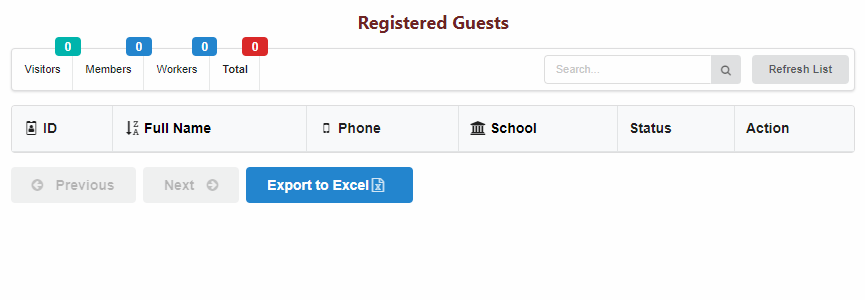 Registered Guests
0 0 0 0
Visitors Members Workers Total Search... Refresh List
ID Full Name Phone School Status Action
Previous Next Export to Excel